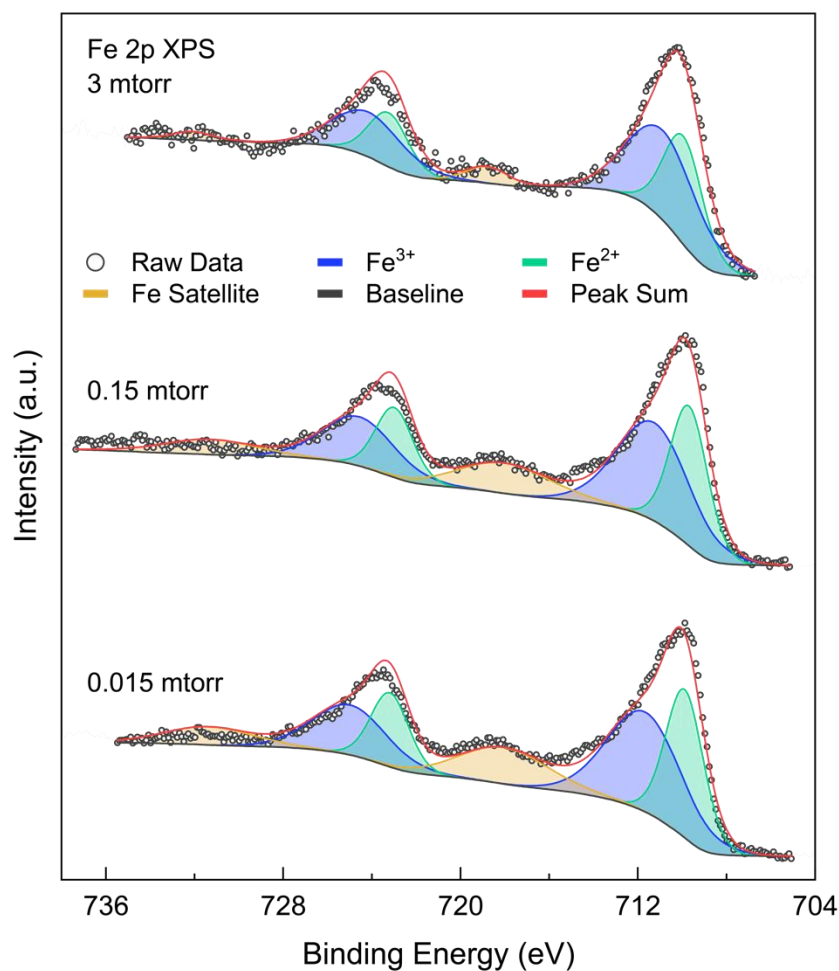 Fe 2p XPS
3 mtorr
Raw Data Fe³⁺ Fe²⁺
Fe Satellite Baseline Peak Sum
0.15 mtorr
0.015 mtorr
Intensity (a.u.)
736 728 720 712 704
Binding Energy (eV)